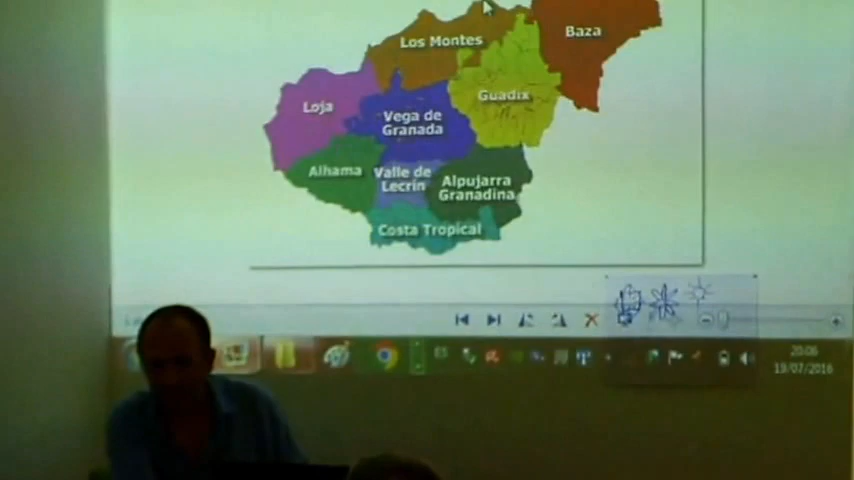 Baza
Los Montes
Guadix
Loja
Vega de
Granada
Alhama
Valle de
Lecrín
Alpujarra
Granadina
Costa Tropical
ES
20:06
19/07/2016